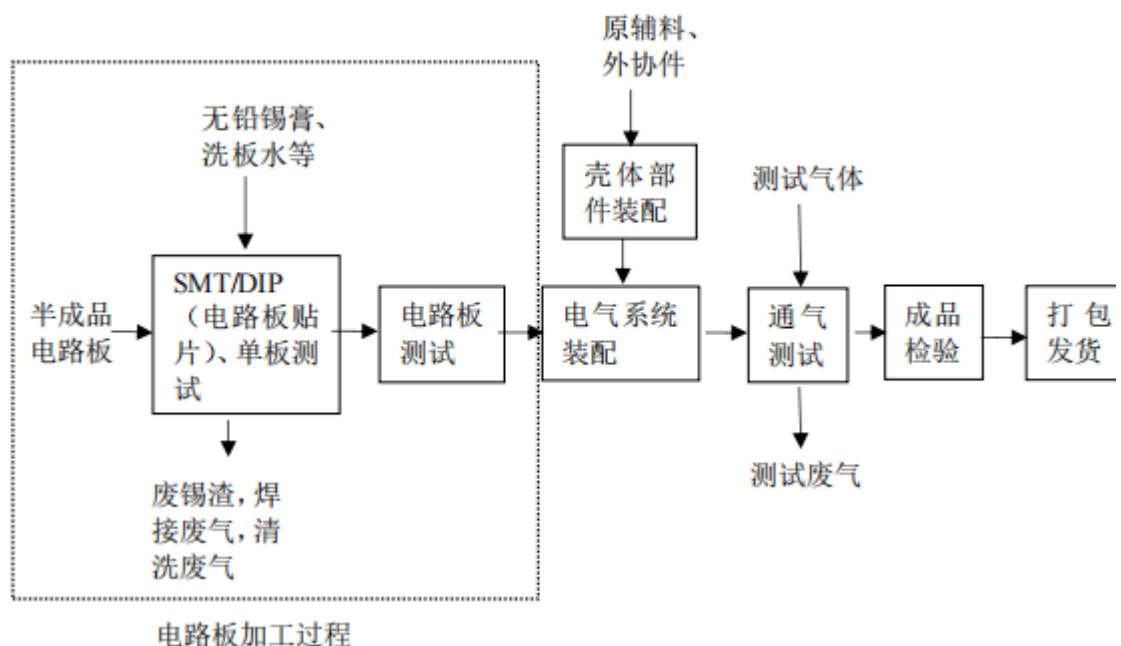 原辅料、
外协件
无铅锡膏、
洗板水等
壳体部
件装配
测试气体
半成品
电路板
SMT/DIP
（电路板贴
片）、单板测
试
电路板
测试
电气系统
装配
通气
测试
成品
检验
打包
发货
废锡渣，焊
接废气，清
洗废气
测试废气
电路板加工过程